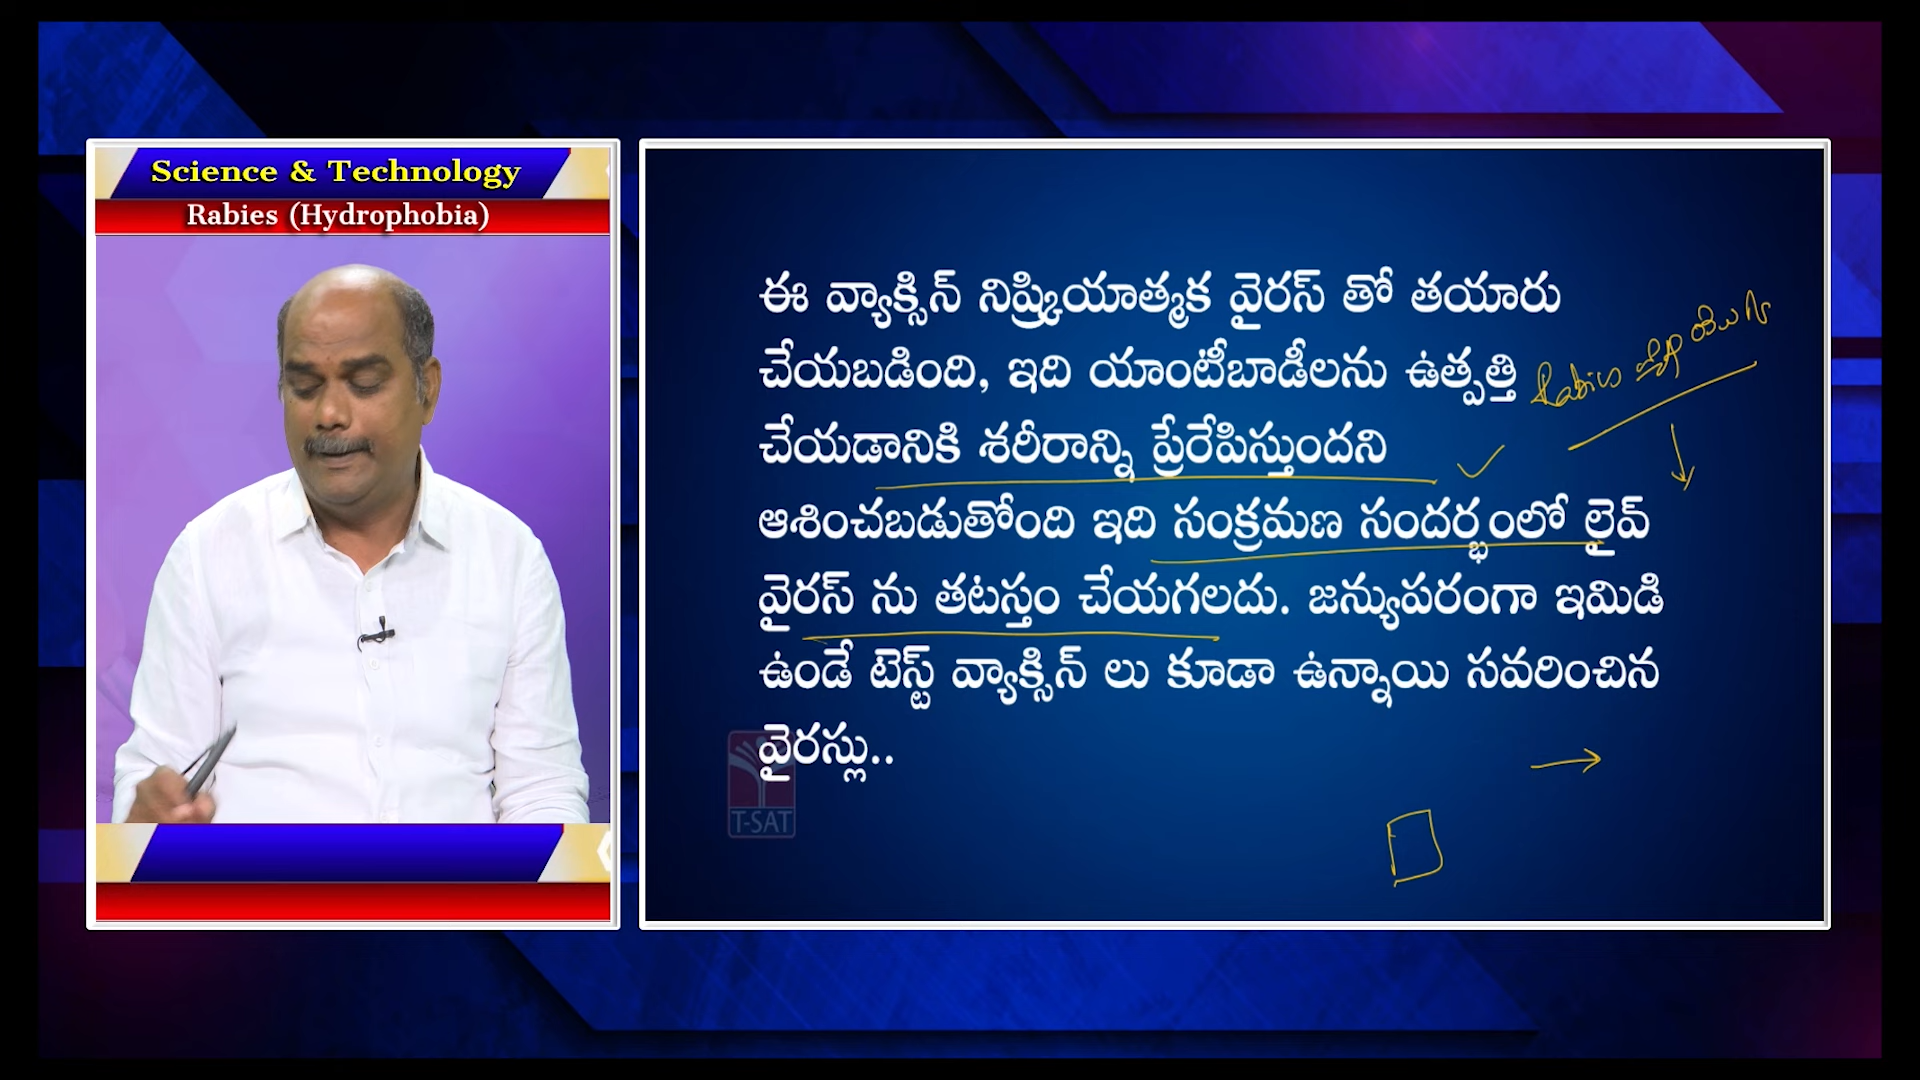 Science & Technology
Rabies (Hydrophobia)
ఈ వ్యాక్సిన్ నిష్క్రియాత్మక వైరస్ తో తయారు
చేయబడింది, ఇది యాంటీబాడీలను ఉత్పత్తి
చేయడానికి శరీరాన్ని ప్రేరేపిస్తుందని
ఆశించబడుతోంది ఇది సంక్రమణ సందర్భంలో లైవ్
వైరస్ ను తటస్తం చేయగలదు. జన్యుపరంగా ఇమిడి
ఉండే టెస్ట్ వ్యాక్సిన్ లు కూడా ఉన్నాయి సవరించిన
వైరస్లు..
Rabies
T-SAT